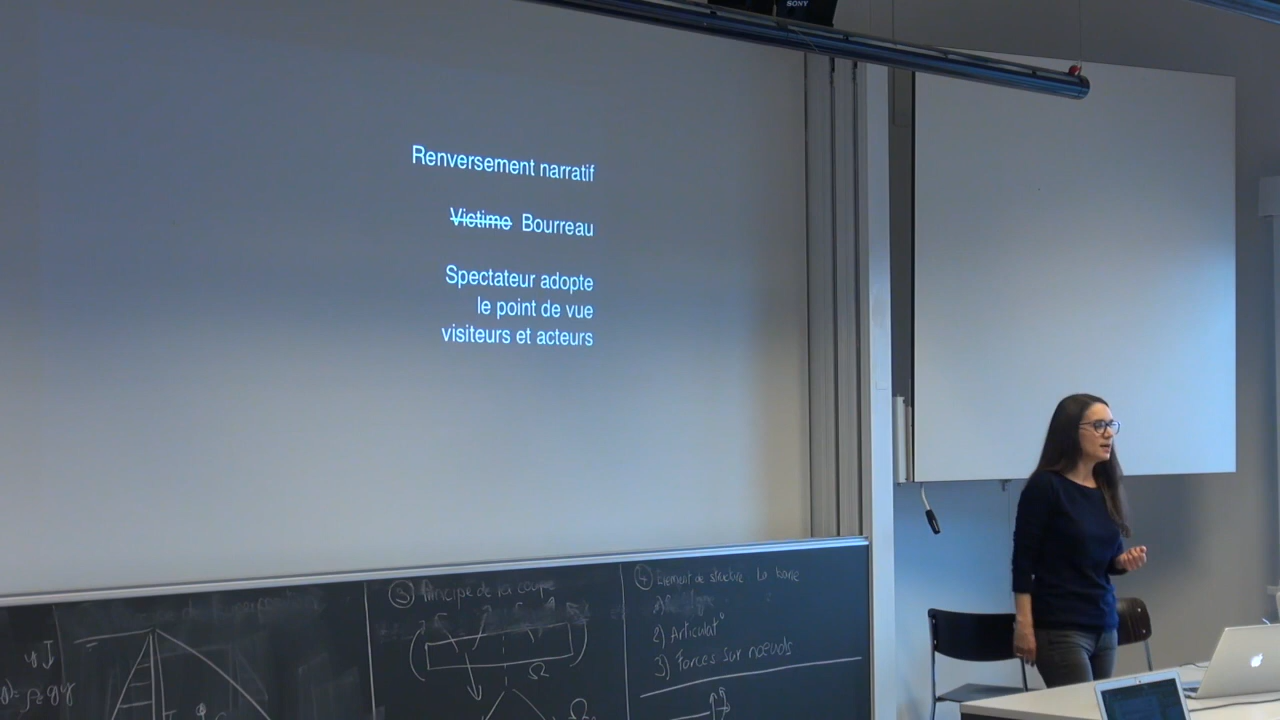 SONY
Renversement narratif
Victime Bourreau
Spectateur adopte
le point de vue
visiteurs et acteurs
③ Principe de la coupe
Ω
Ω
④ Element de structure La barre
2) Articulat°
3) Forces sur noeuds